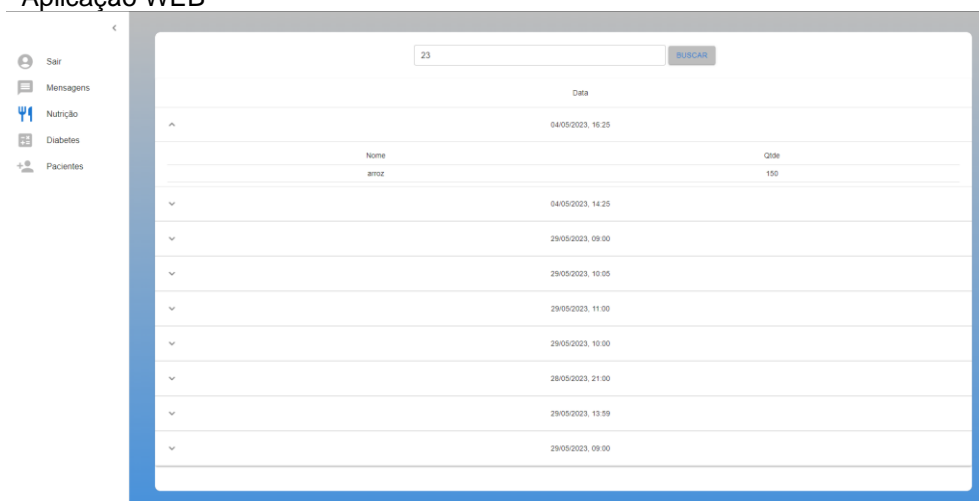 Aplicação WEB
Sair
Mensagens
Nutrição
Diabetes
Pacientes
23 BUSCAR
Data
04/05/2023, 16:25
Nome Qtde
arroz 150
04/05/2023, 14:25
29/05/2023, 09:00
29/05/2023, 10:05
29/05/2023, 11:00
29/05/2023, 10:00
28/05/2023, 21:00
29/05/2023, 13:59
29/05/2023, 09:00